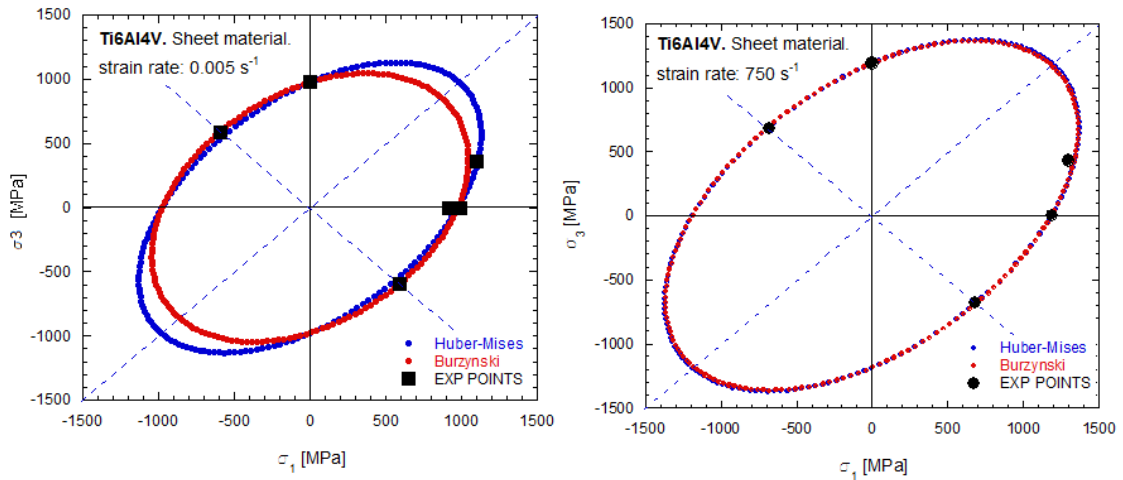 Ti6Al4V. Sheet material.
strain rate: 0.005 s-1
1500
1000
500
0
-500
-1000
-1500
σ3 [MPa]
Huber-Mises
Burzynski
EXP POINTS
-1500
-1000
-500
0
500
1000
1500
σ1 [MPa]
Ti6Al4V. Sheet material.
strain rate: 750 s-1
1500
1000
500
0
-500
-1000
-1500
σ3 [MPa]
Huber-Mises
Burzynski
EXP POINTS
-1500
-1000
-500
0
500
1000
1500
σ1 [MPa]